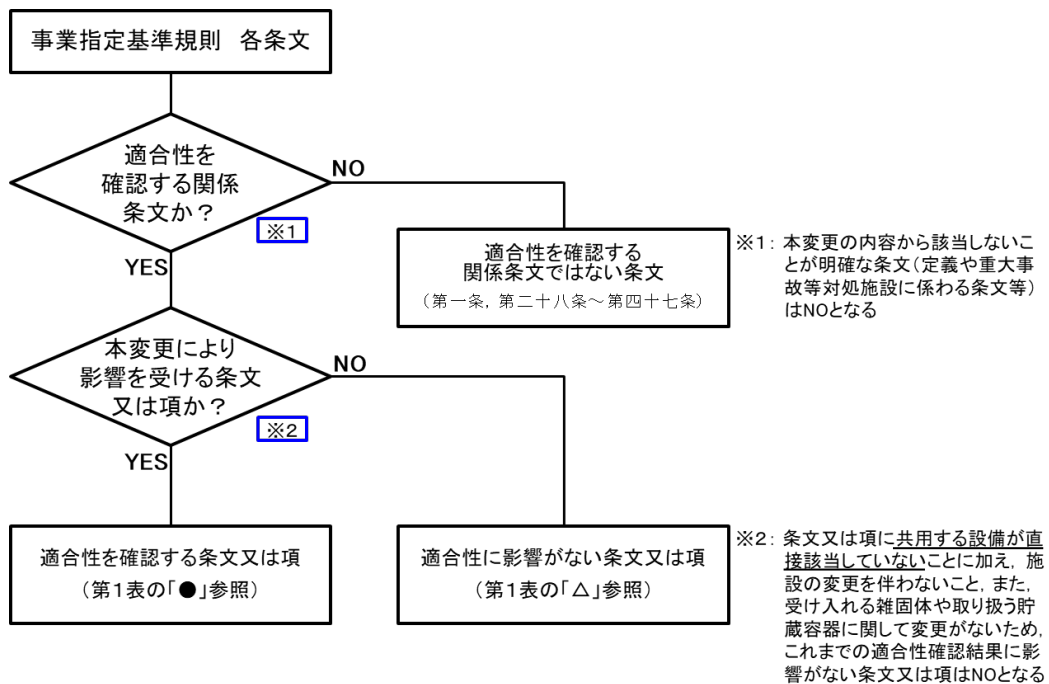 事業指定基準規則　各条文
適合性を
確認する関係
条文か？
NO
※1
YES
適合性を確認する
関係条文ではない条文
（第一条，第二十八条～第四十七条）
※1： 本変更の内容から該当しないこ
とが明確な条文（定義や重大事
故等対処施設に係わる条文等）
はNOとなる
本変更により
影響を受ける条文
又は項か？
NO
※2
YES
適合性を確認する条文又は項
（第1表の「●」参照）
適合性に影響がない条文又は項
（第1表の「△」参照）
※2： 条文又は項に共用する設備が直
接該当していないことに加え，施
設の変更を伴わないこと，また，
受け入れる雑固体や取り扱う貯
蔵容器に関して変更がないため，
これまでの適合性確認結果に影
響がない条文又は項はNOとなる